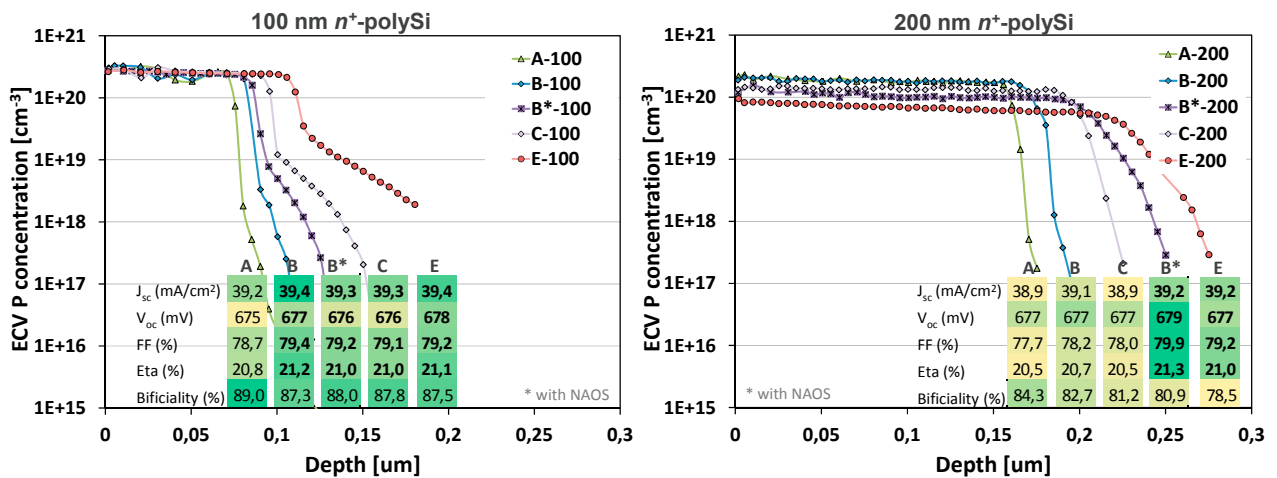 100 nm n⁺-polySi
1E+21
1E+20
1E+19
1E+18
1E+17
1E+16
1E+15
ECV P concentration [cm⁻³]
A-100
B-100
B*-100
C-100
E-100
A B B* C E
Jsc (mA/cm²) 39,2 39,4 39,3 39,3 39,4
Voc (mV) 675 677 676 676 678
FF (%) 78,7 79,4 79,2 79,1 79,2
Eta (%) 20,8 21,2 21,0 21,0 21,1
Bificiality (%) 89,0 87,3 88,0 87,8 87,5
* with NAOS
0 0,05 0,1 0,15 0,2 0,25 0,3
Depth [um]
200 nm n⁺-polySi
1E+21
1E+20
1E+19
1E+18
1E+17
1E+16
1E+15
ECV P concentration [cm⁻³]
A-200
B-200
B*-200
C-200
E-200
A B C B* E
Jsc (mA/cm²) 38,9 39,1 38,9 39,2 39,2
Voc (mV) 677 677 677 679 677
FF (%) 77,7 78,2 78,0 79,9 79,2
Eta (%) 20,5 20,7 20,5 21,3 21,0
Bificiality (%) 84,3 82,7 81,2 80,9 78,5
* with NAOS
0 0,05 0,1 0,15 0,2 0,25 0,3
Depth [um]